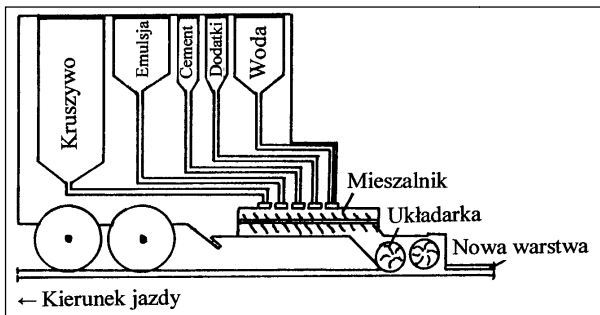 Kruszywo
Emulsja
Cement
Dodatki
Woda
Mieszalnik
Układarka
Nowa warstwa
← Kierunek jazdy